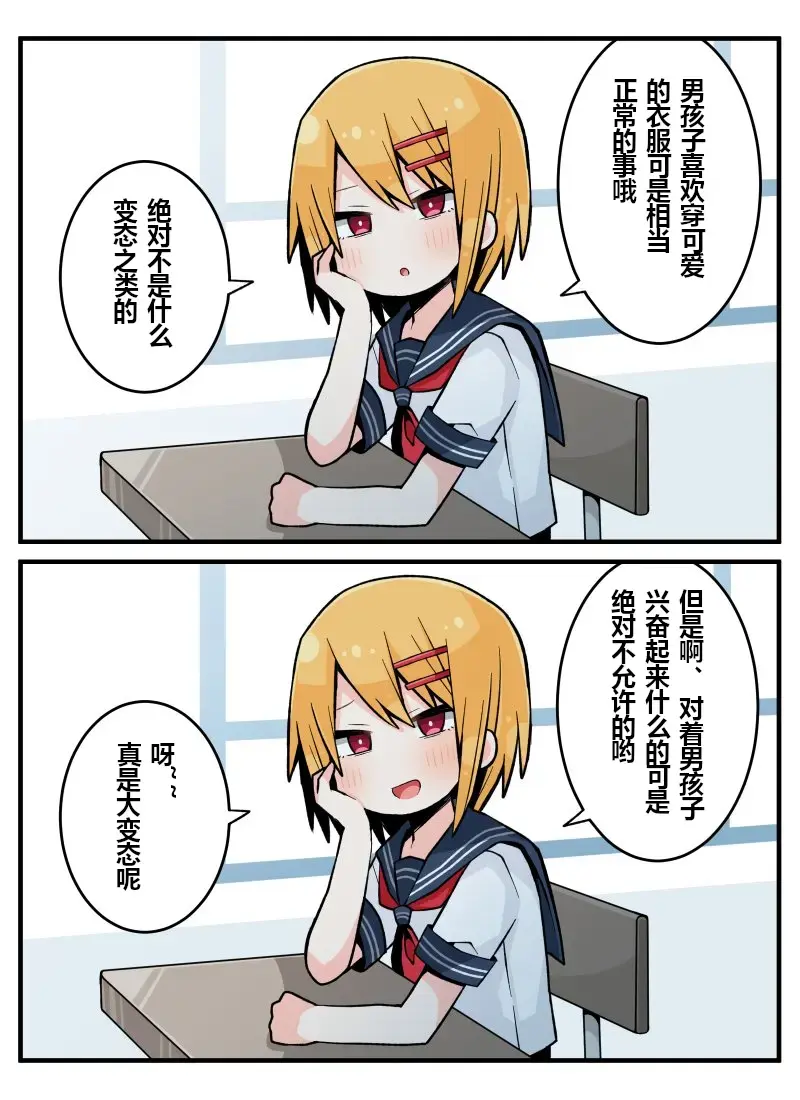 男孩子喜欢穿可爱
的衣服可是相当
正常的事哦
绝对不是什么
变态之类的
但是啊、对着男孩子
兴奋起来什么的可是
绝对不允许的哟
呀~~
真是大变态呢